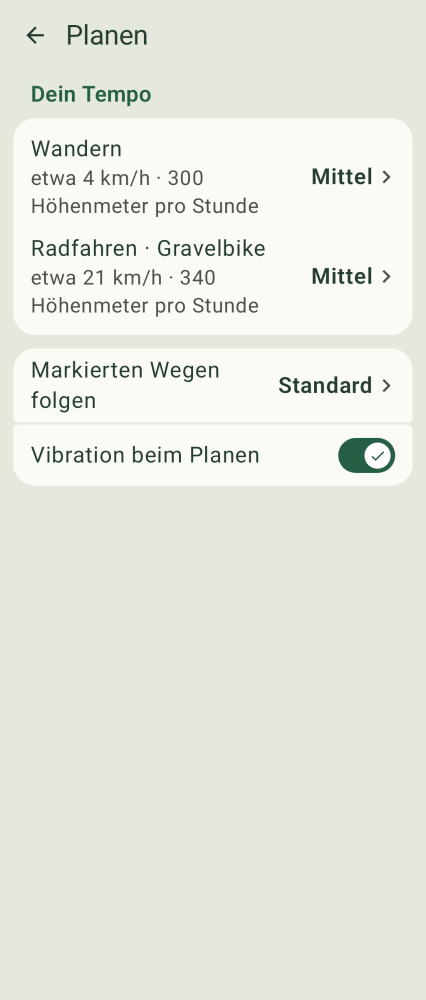 Planen
Dein Tempo
Wandern
etwa 4 km/h · 300
Höhenmeter pro Stunde
Mittel
Radfahren · Gravelbike
etwa 21 km/h · 340
Höhenmeter pro Stunde
Mittel
Markierten Wegen
folgen
Standard
Vibration beim Planen